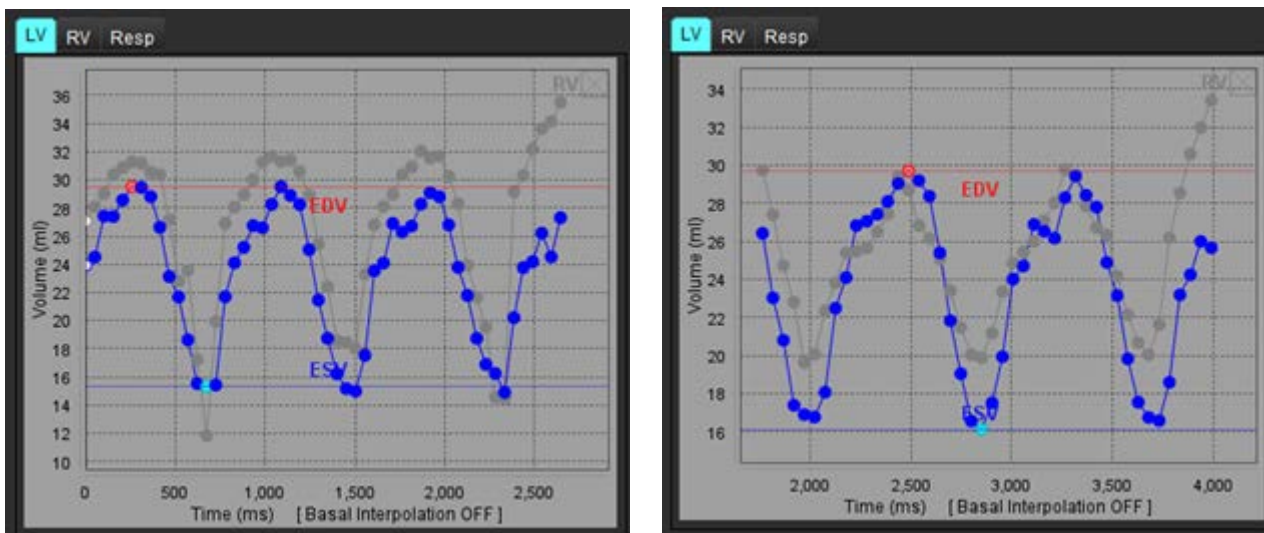 LV RV Resp
RV
36
34
32
30
28
26
24
22
20
18
16
14
12
10
Volume (ml)
EDV
ESV
0 500 1,000 1,500 2,000 2,500
Time (ms) [ Basal Interpolation OFF ]
LV RV Resp
RV
34
32
30
28
26
24
22
20
18
16
Volume (ml)
EDV
ESV
2,000 2,500 3,000 3,500 4,000
Time (ms) [ Basal Interpolation OFF ]